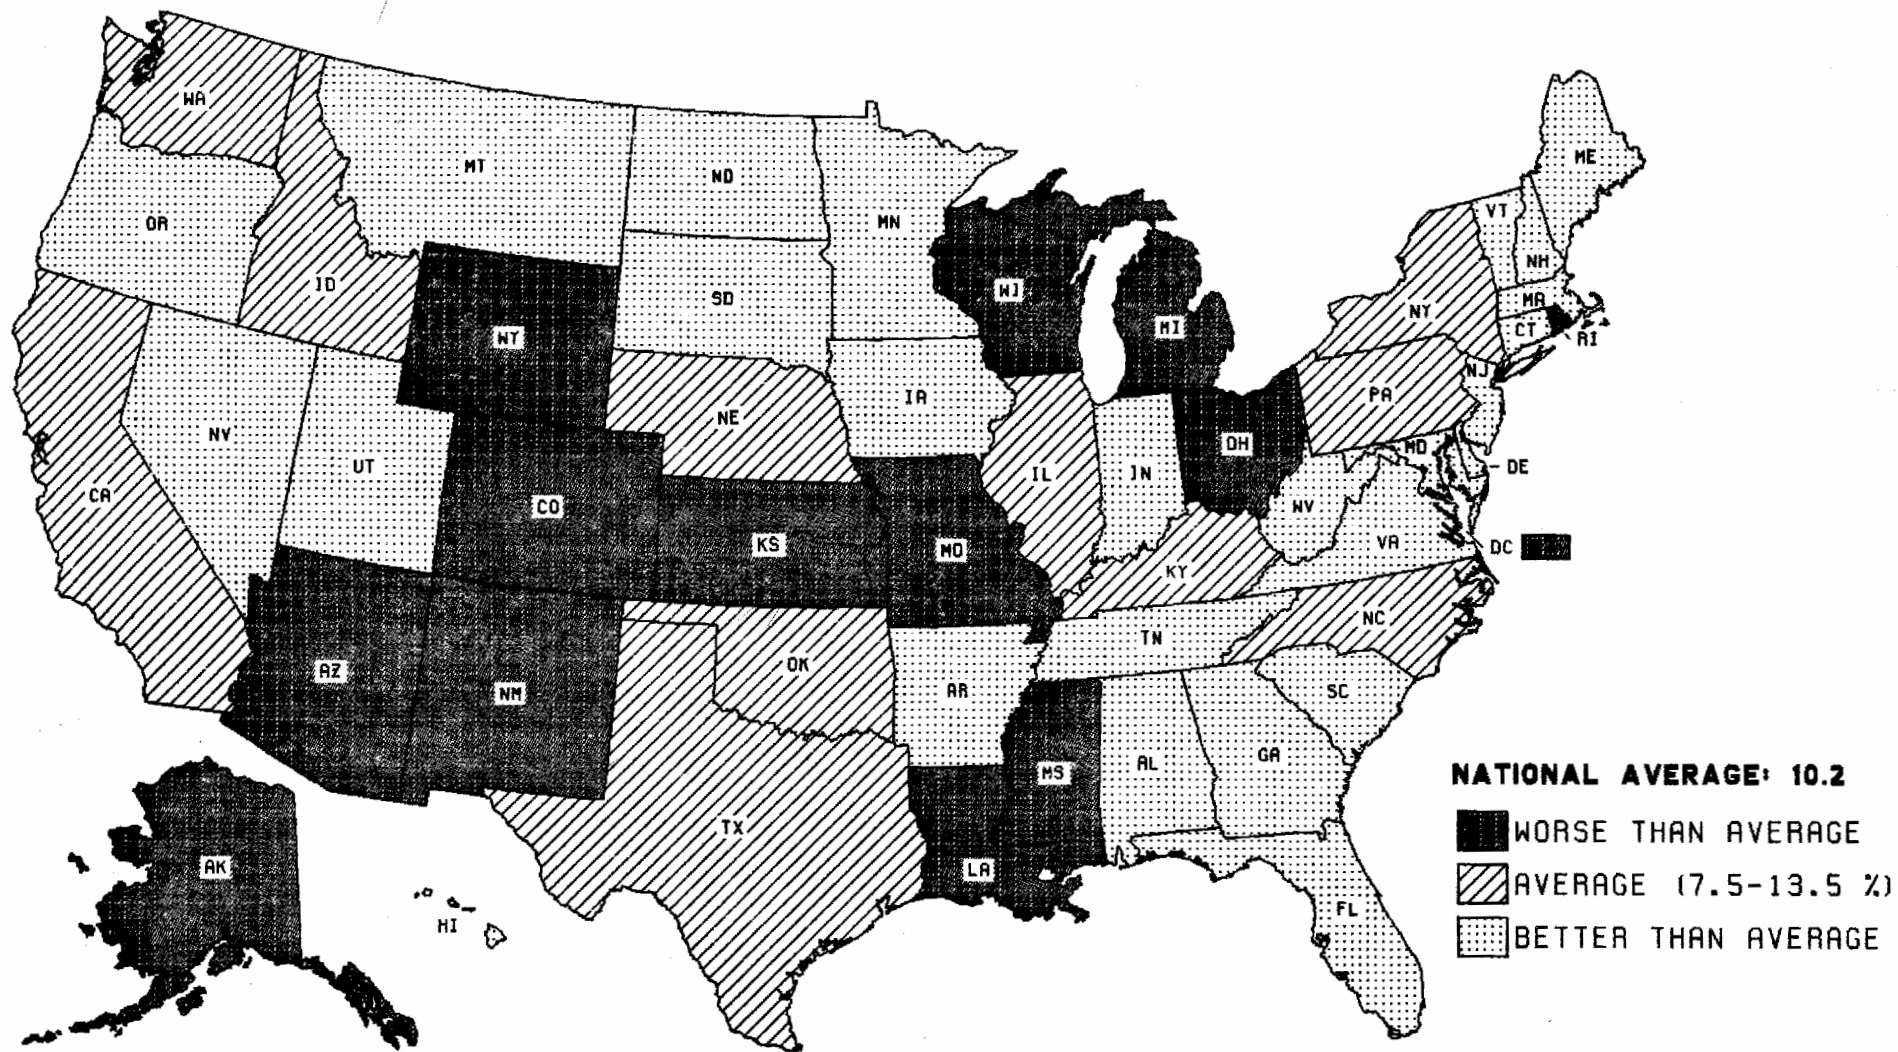 WA
MT
ND
MN
ME
OR
ID
SD
WI
MI
VT
NH
NY
MA
CT
RI
WY
NE
IA
PA
NJ
NV
UT
CO
KS
MO
IL
IN
OH
WV
MD
DE
VA
DC
CA
KY
NC
TN
AZ
NM
OK
AR
SC
MS
AL
GA
TX
LA
FL
AK
HI
NATIONAL AVERAGE: 10.2
WORSE THAN AVERAGE
AVERAGE (7.5-13.5 %)
BETTER THAN AVERAGE